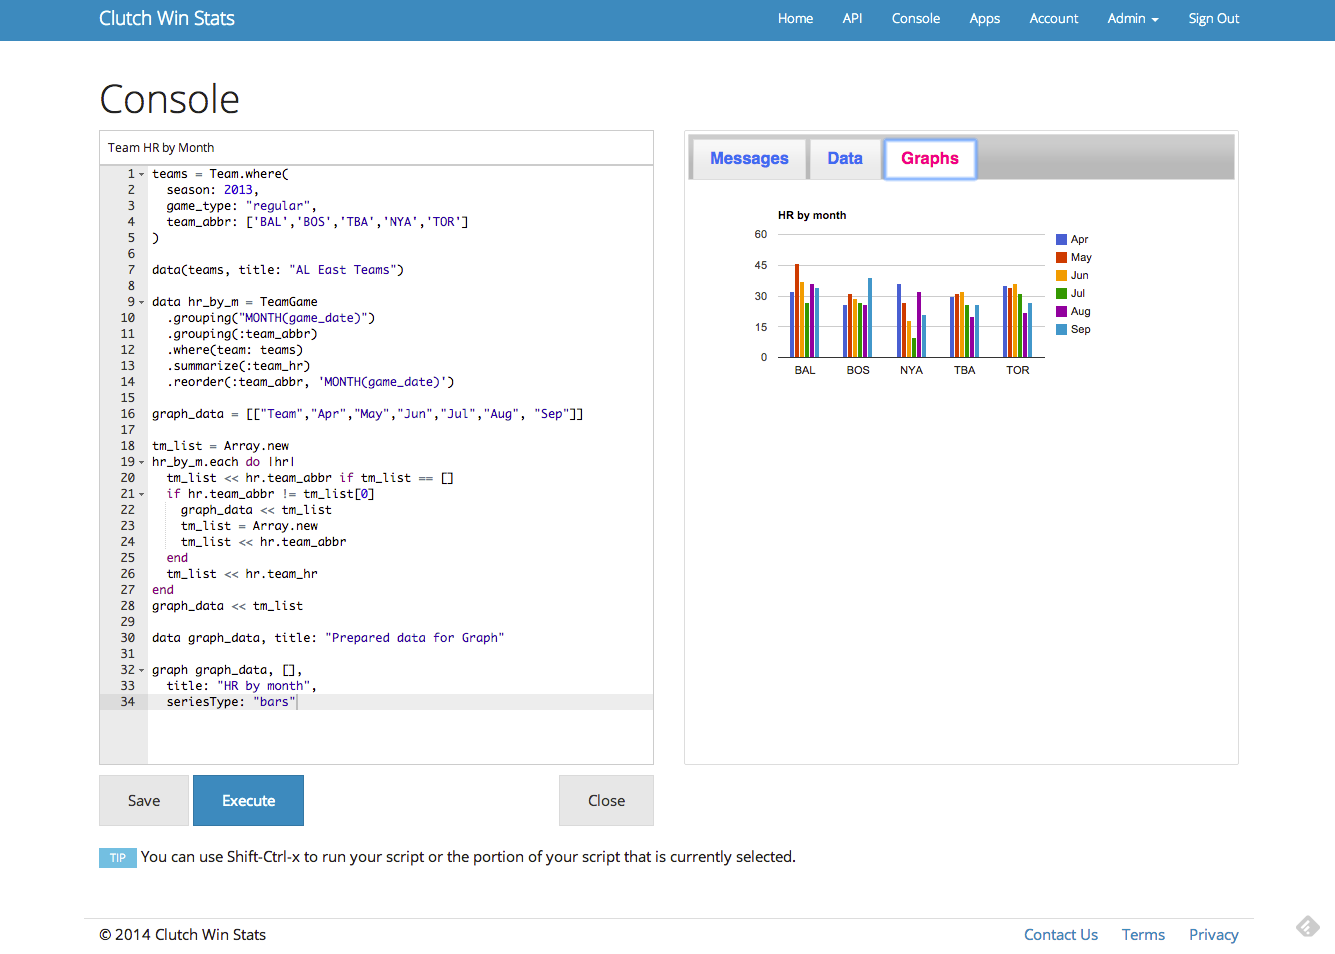 Clutch Win Stats
Home API Console Apps Account Admin Sign Out
Console
Team HR by Month
1 teams = Team.where(
2 season: 2013,
3 game_type: "regular",
4 team_abbr: ['BAL','BOS','TBA','NYA','TOR']
5 )
6
7 data(teams, title: "AL East Teams")
8
9 data hr_by_m = TeamGame
10 .grouping("MONTH(game_date)")
11 .grouping(:team_abbr)
12 .where(team: teams)
13 .summarize(:team_hr)
14 .reorder(:team_abbr, 'MONTH(game_date)')
15
16 graph_data = [["Team","Apr","May","Jun","Jul","Aug", "Sep"]]
17
18 tm_list = Array.new
19 hr_by_m.each do |hr|
20 tm_list << hr.team_abbr if tm_list == []
21 if hr.team_abbr != tm_list[0]
22 graph_data << tm_list
23 tm_list = Array.new
24 tm_list << hr.team_abbr
25 end
26 tm_list << hr.team_hr
27 end
28 graph_data << tm_list
29
30 data graph_data, title: "Prepared data for Graph"
31
32 graph graph_data, [],
33 title: "HR by month",
34 seriesType: "bars"
Messages Data Graphs
HR by month
60
45
30
15
0
BAL BOS NYA TBA TOR
Apr
May
Jun
Jul
Aug
Sep
Save Execute Close
TIP You can use Shift-Ctrl-x to run your script or the portion of your script that is currently selected.
© 2014 Clutch Win Stats
Contact Us Terms Privacy